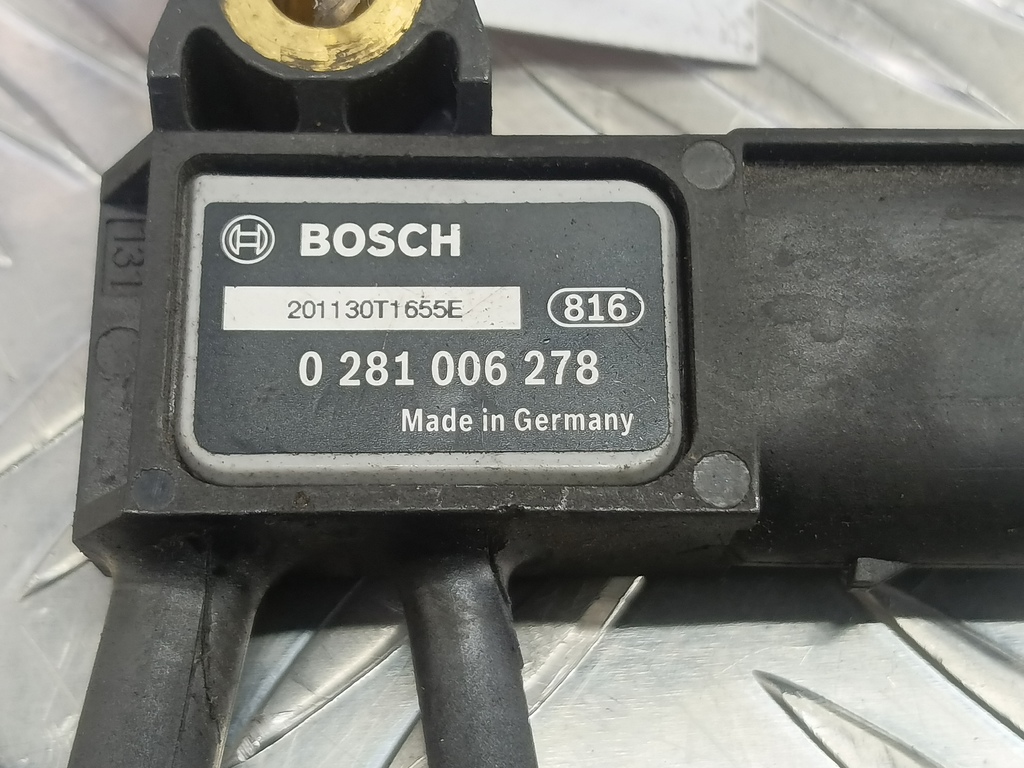 BOSCH
201130T1655E 816
0 281 006 278
Made in Germany
131